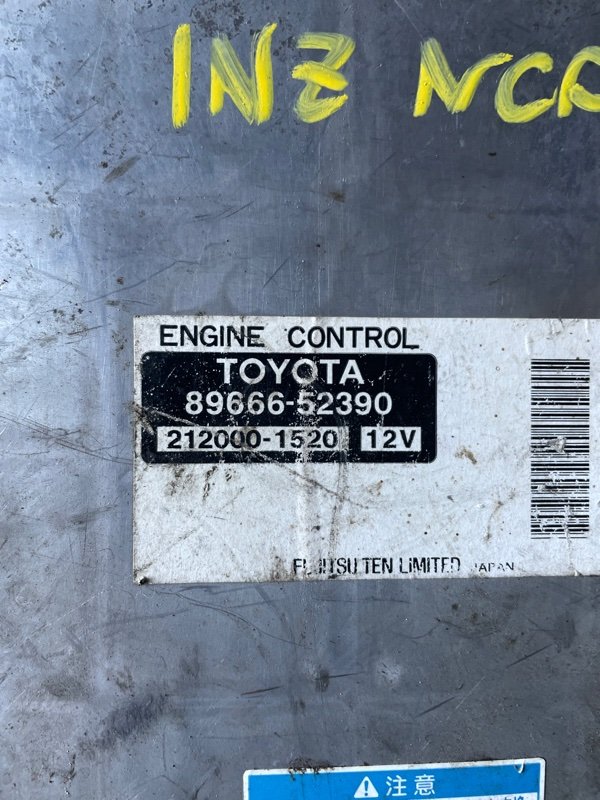 1NZ NCP
ENGINE CONTROL
TOYOTA
89666-52390
212000-1520 12V
FUJITSU TEN LIMITED JAPAN
⚠注意